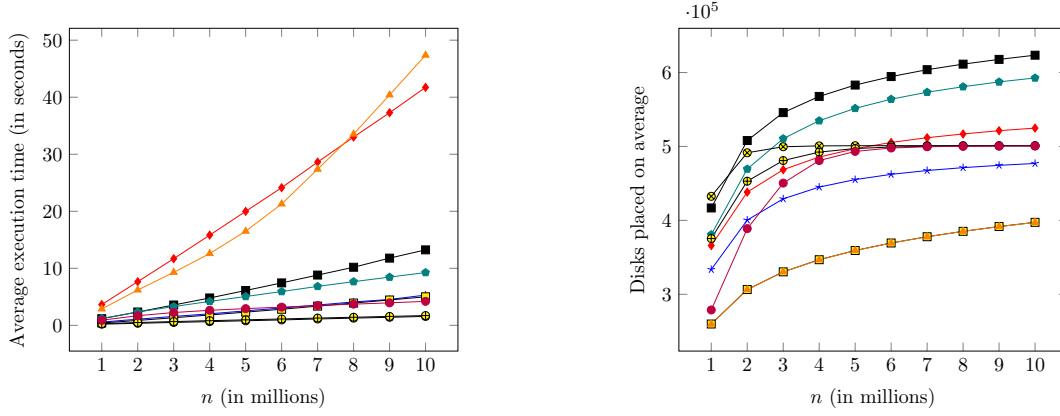 Average execution time (in seconds)
50
40
30
20
10
0
1 2 3 4 5 6 7 8 9 10
n (in millions)
·10⁵
Disks placed on average
6
5
4
3
1 2 3 4 5 6 7 8 9 10
n (in millions)